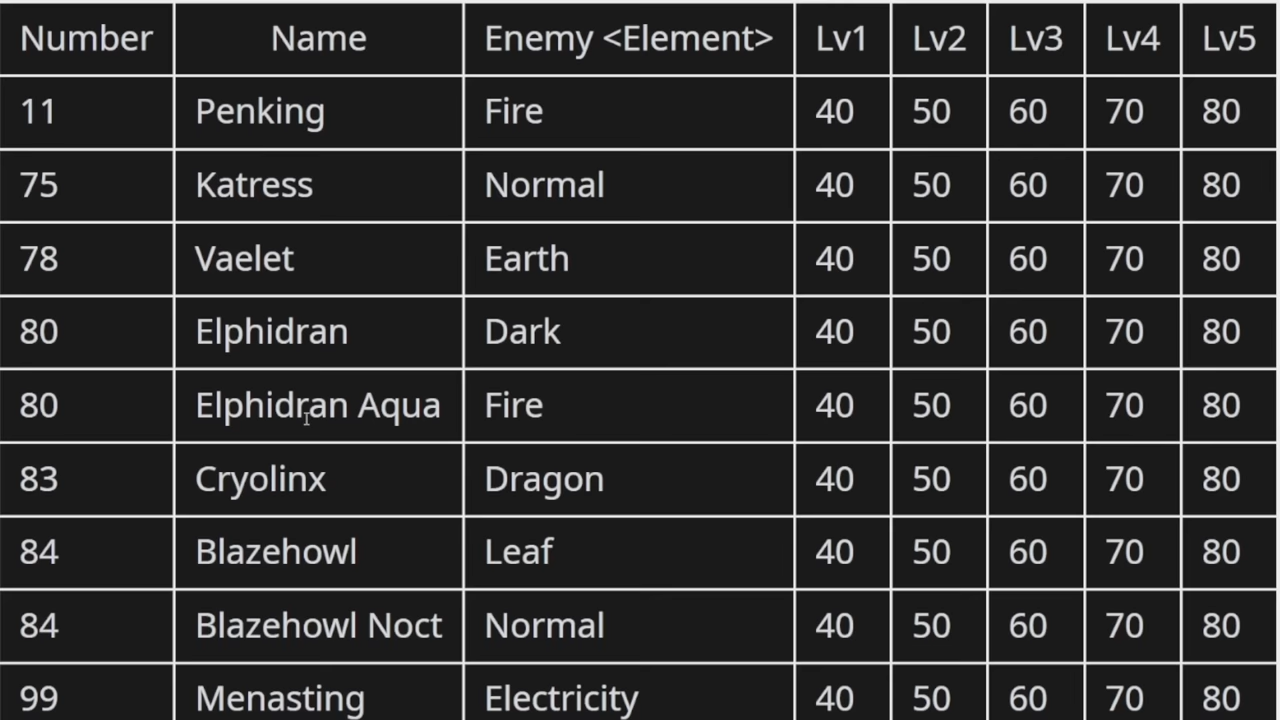 Number Name Enemy <Element> Lv1 Lv2 Lv3 Lv4 Lv5
11 Penking Fire 40 50 60 70 80
75 Katress Normal 40 50 60 70 80
78 Vaelet Earth 40 50 60 70 80
80 Elphidran Dark 40 50 60 70 80
80 Elphidran Aqua Fire 40 50 60 70 80
83 Cryolinx Dragon 40 50 60 70 80
84 Blazehowl Leaf 40 50 60 70 80
84 Blazehowl Noct Normal 40 50 60 70 80
99 Menasting Electricity 40 50 60 70 80